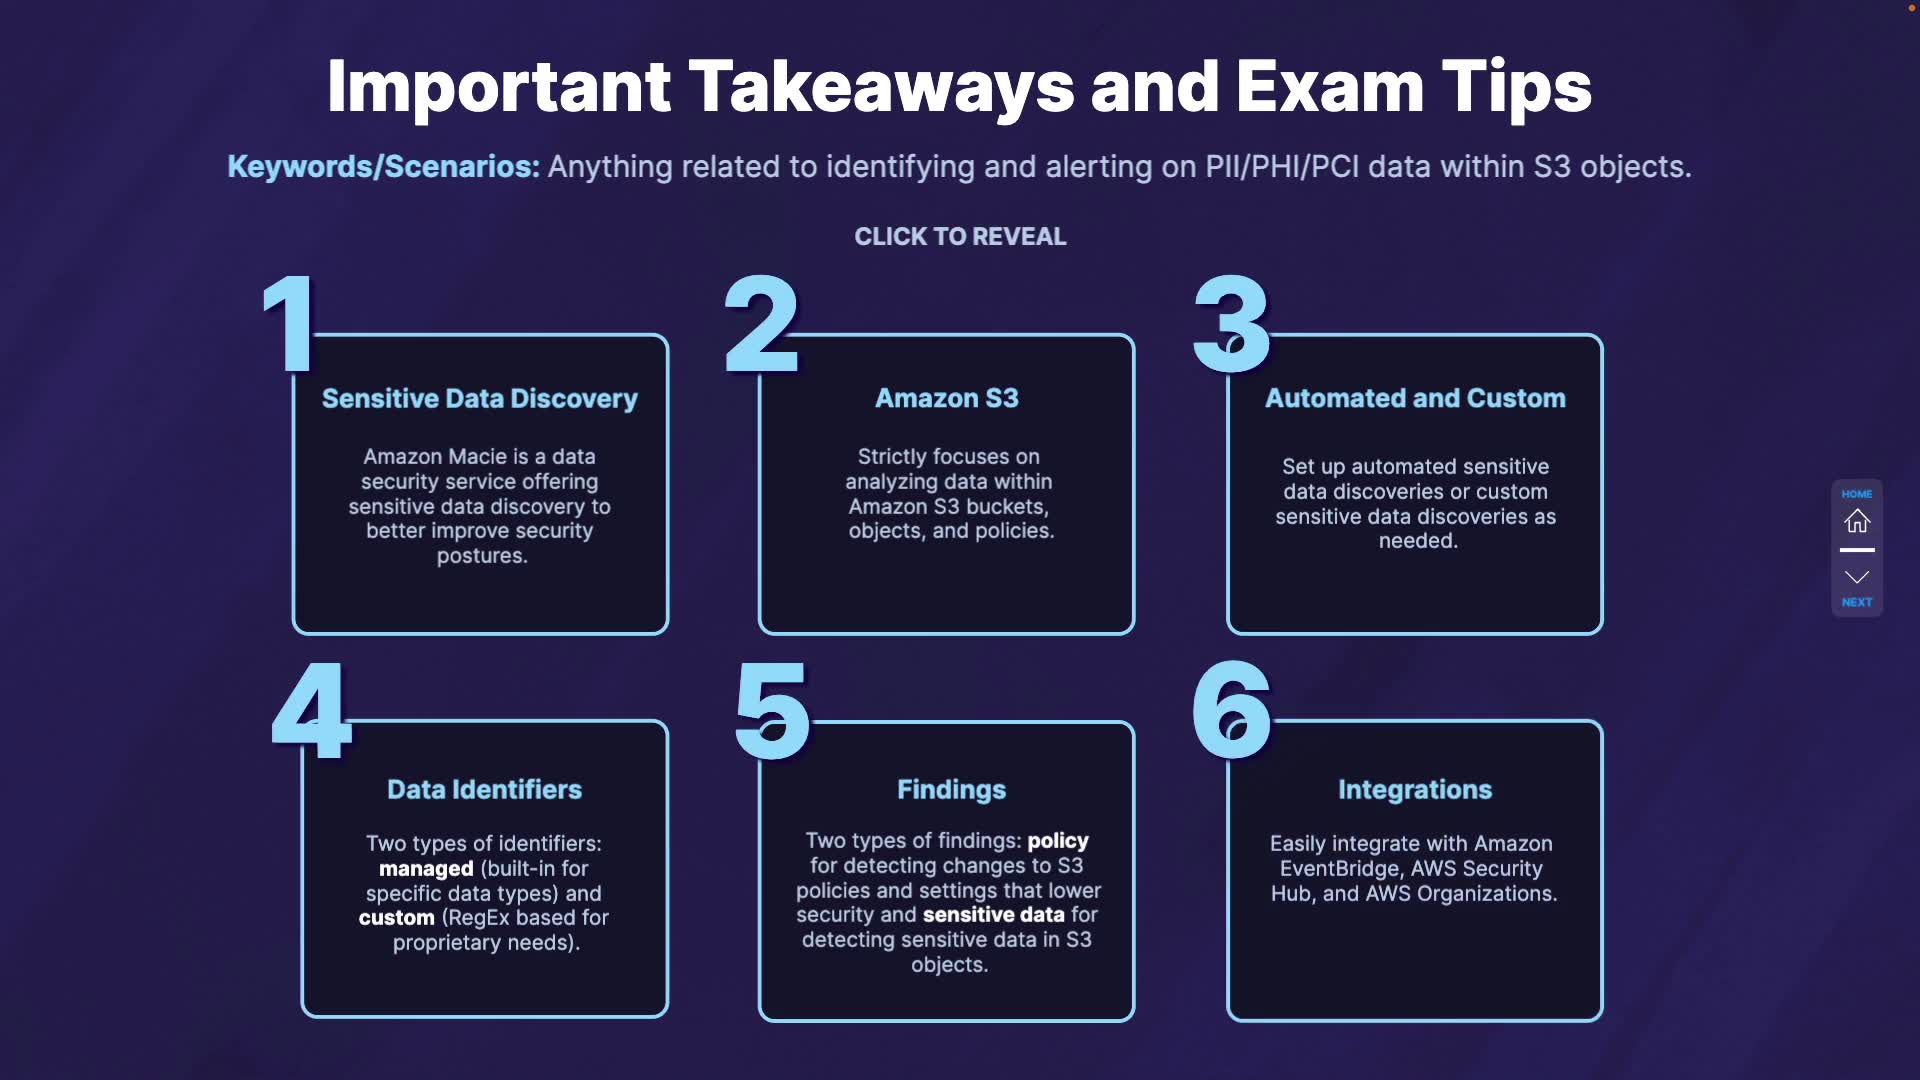 Important Takeaways and Exam Tips
Keywords/Scenarios: Anything related to identifying and alerting on PII/PHI/PCI data within S3 objects.
CLICK TO REVEAL
1
Sensitive Data Discovery
Amazon Macie is a data
security service offering
sensitive data discovery to
better improve security
postures.
2
Amazon S3
Strictly focuses on
analyzing data within
Amazon S3 buckets,
objects, and policies.
3
Automated and Custom
Set up automated sensitive
data discoveries or custom
sensitive data discoveries as
needed.
HOME
NEXT
4
Data Identifiers
Two types of identifiers:
managed (built-in for
specific data types) and
custom (RegEx based for
proprietary needs).
5
Findings
Two types of findings: policy
for detecting changes to S3
policies and settings that lower
security and sensitive data for
detecting sensitive data in S3
objects.
6
Integrations
Easily integrate with Amazon
EventBridge, AWS Security
Hub, and AWS Organizations.